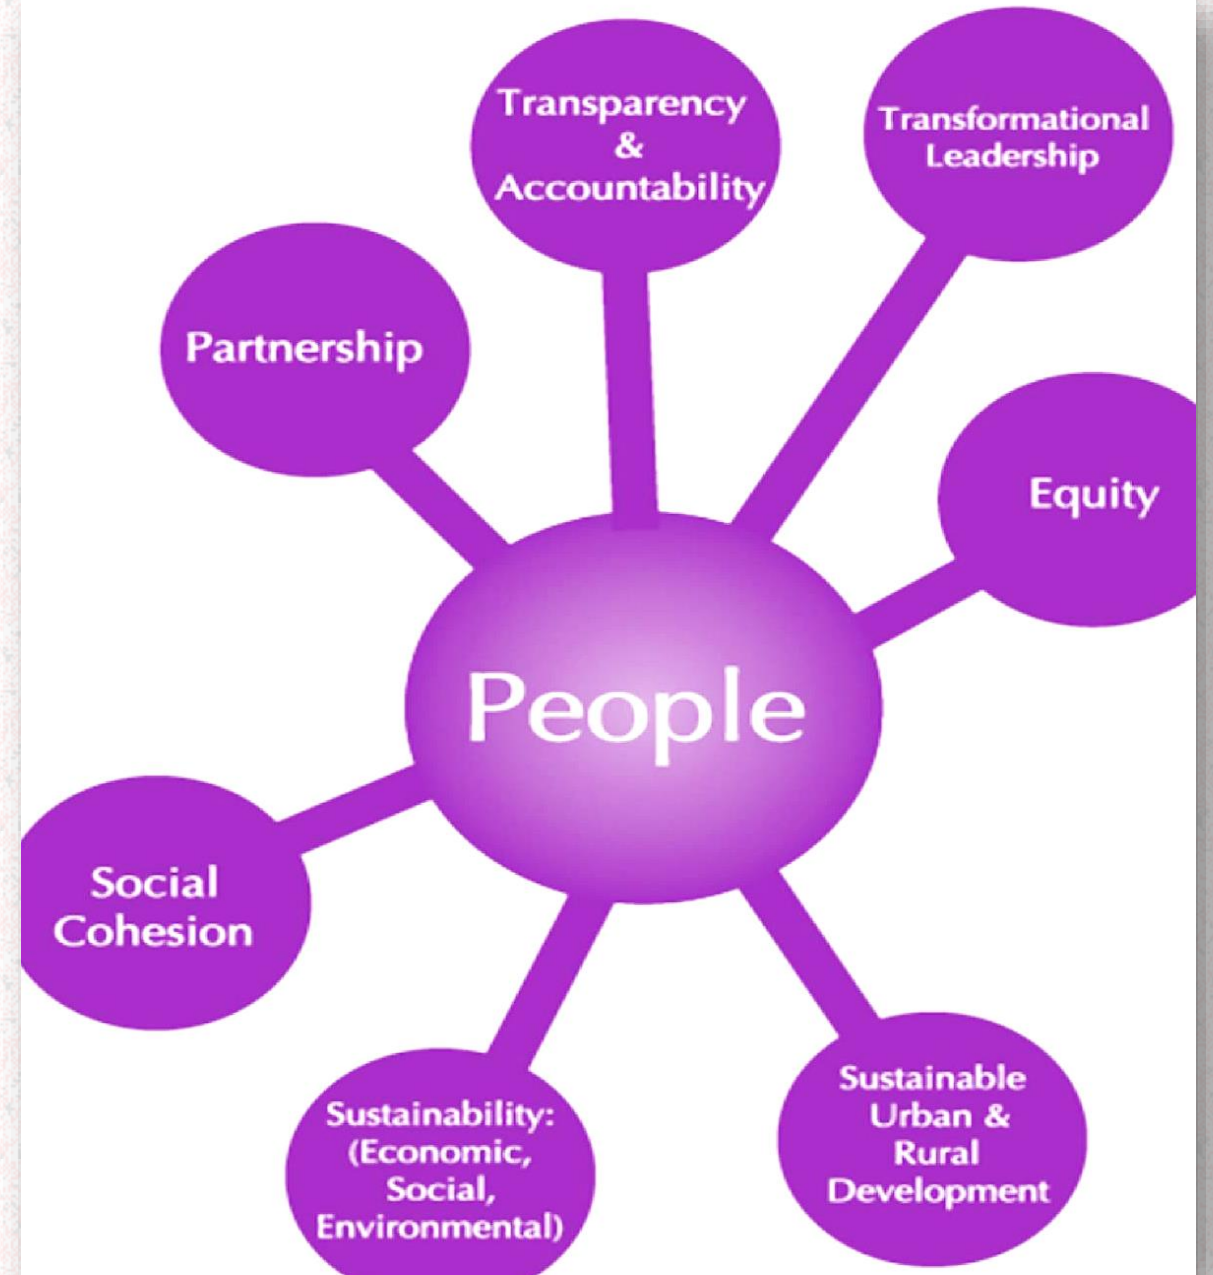 Transparency
&
Accountability
Transformational
Leadership
Partnership
Equity
People
Social
Cohesion
Sustainability:
(Economic,
Social,
Environmental)
Sustainable
Urban &
Rural
Development